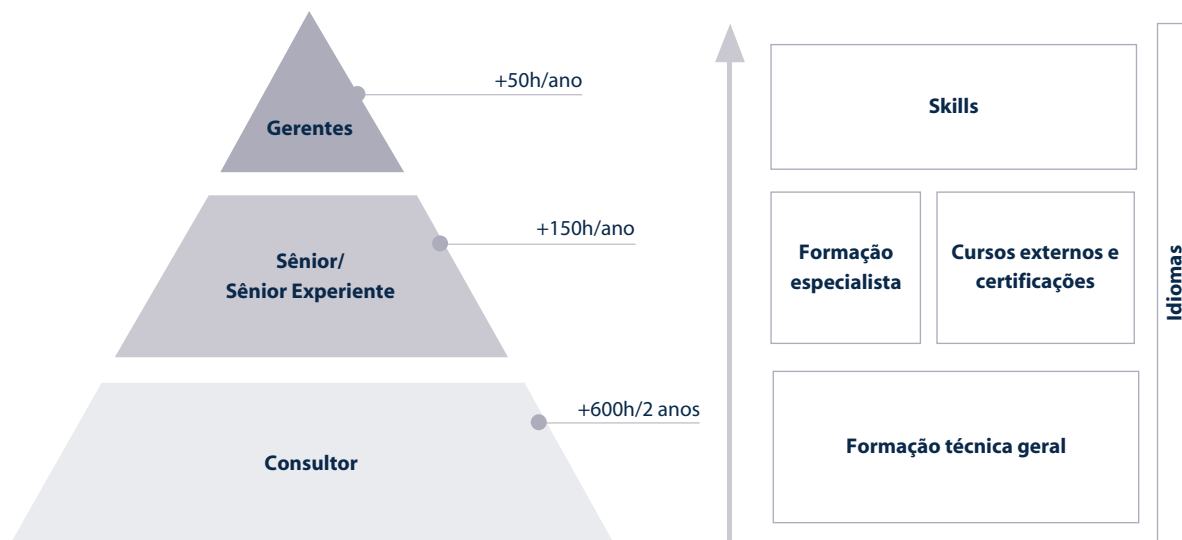 +50h/ano
Gerentes
+150h/ano
Sênior/
Sênior Experiente
+600h/2 anos
Consultor
Skills
Formação
especialista
Cursos externos e
certificações
Formação técnica geral
Idiomas